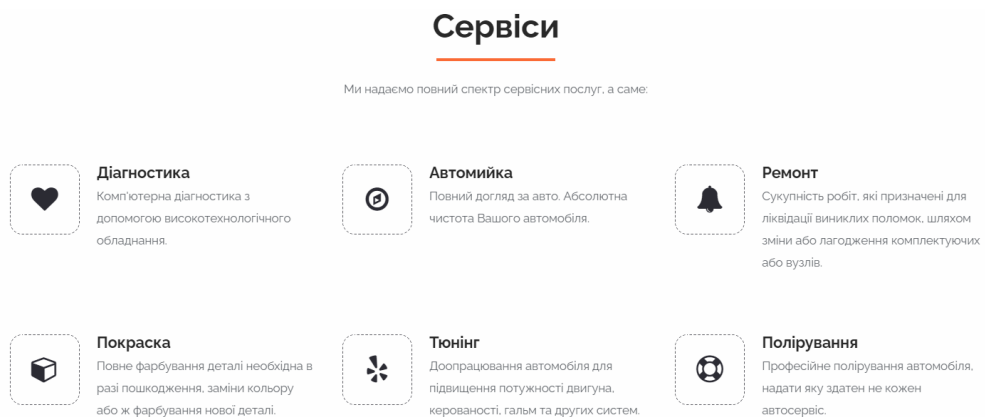 Сервіси
Ми надаємо повний спектр сервісних послуг, а саме:
Діагностика
Комп'ютерна діагностика з
допомогою високотехнологічного
обладнання.
Автомийка
Повний догляд за авто. Абсолютна
чистота Вашого автомобіля.
Ремонт
Сукупність робіт, які призначені для
ліквідації виниклих поломок, шляхом
зміни або лагодження комплектуючих
або вузлів.
Покраска
Повне фарбування деталі необхідна в
разі пошкодження, заміни кольору
або ж фарбування нової деталі.
Тюнінг
Доопрацювання автомобіля для
підвищення потужності двигуна,
керованості, гальм та других систем.
Полірування
Професійне полірування автомобіля,
надати яку здатен не кожен
автосервіс.